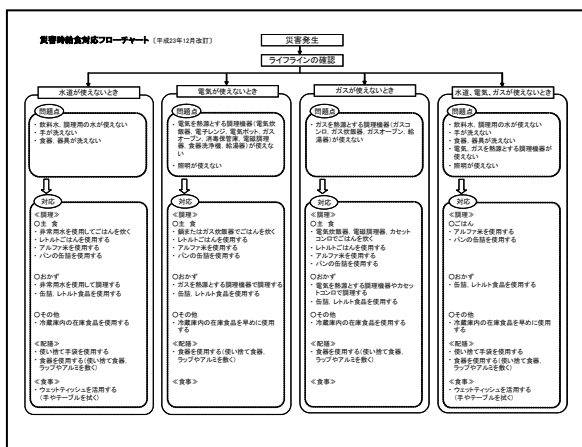 災害時給食対応フローチャート [平成23年12月改訂]
災害発生
ライフラインの確認
水道が使えないとき
問題点
・飲料水、調理用の水が使えない
・手が洗えない
・食器、器具が洗えない
対応
≪調理≫
○主 食
・非常用水を使用してごはんを炊く
・レトルトごはんを使用する
・アルファ米を使用する
・パンの缶詰を使用する
○おかず
・非常用水を使用して調理する
・缶詰、レトルト食品を使用する
○その他
・冷蔵庫内の在庫食品を使用する
≪配膳≫
・使い捨て手袋を使用する
・食器を使用する(使い捨て食器、
ラップやアルミを敷く)
≪食事≫
・ウェットティッシュを活用する
(手やテーブルを拭く)
電気が使えないとき
問題点
・電気を熱源とする調理機器(電気炊
飯器、電子レンジ、電気ポット、ガス
オーブン、消毒保管庫、電磁調理
器、食器洗浄機、給湯器)が使えな
い
・照明が使えない
対応
≪調理≫
○主 食
・鍋またはガス炊飯器でごはんを炊く
・レトルトごはんを使用する
・アルファ米を使用する
・パンの缶詰を使用する
○おかず
・ガスを熱源とする調理機器で調理する
・缶詰、レトルト食品を使用する
○その他
・冷蔵庫内の在庫食品を早めに使用
する
≪配膳≫
・食器を使用する(使い捨て食器、
ラップやアルミを敷く)
≪食事≫
ガスが使えないとき
問題点
・ガスを熱源とする調理機器(ガスコ
ンロ、ガス炊飯器、ガスオーブン、給
湯器)が使えない
対応
≪調理≫
○主 食
・電気炊飯器、電磁調理器、カセット
コンロでごはんを炊く
・レトルトごはんを使用する
・アルファ米を使用する
・パンの缶詰を使用する
○おかず
・電気を熱源とする調理機器やカセッ
トコンロで調理する
・缶詰、レトルト食品を使用する
○その他
・冷蔵庫内の在庫食品を使用する
≪配膳≫
・食器を使用する(使い捨て食器、
ラップやアルミを敷く)
≪食事≫
水道、電気、ガスが使えないとき
問題点
・飲料水、調理用の水が使えない
・手が洗えない
・食器、器具が洗えない
・電気、ガスを熱源とする調理機器が
使えない
・照明が使えない
対応
≪調理≫
○ごはん
・アルファ米を使用する
・パンの缶詰を使用する
○おかず
・缶詰、レトルト食品を使用する
○その他
・冷蔵庫内の在庫食品を早めに使用
する
≪配膳≫
・使い捨て手袋を使用する
・食器を使用する(使い捨て食器、
ラップやアルミを敷く)
≪食事≫
・ウェットティッシュを活用する
(手やテーブルを拭く)